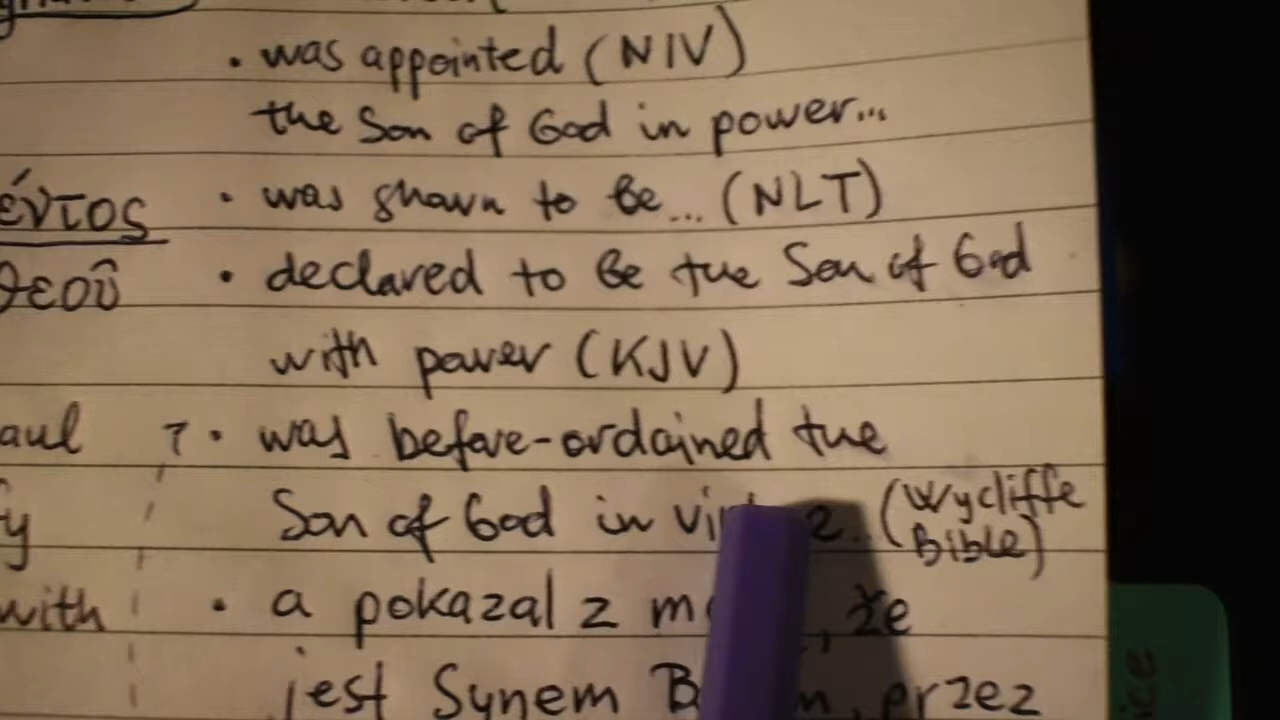 • was appointed (NIV)
the Son of God in power...
έντος • was shown to be... (NLT)
θεοῦ • declared to be the Son of God
with power (KJV)
aul ? • was before-ordained the
Son of God in (Wycliffe
Bible)
y
with • a pokazal z że
jest Synem przez